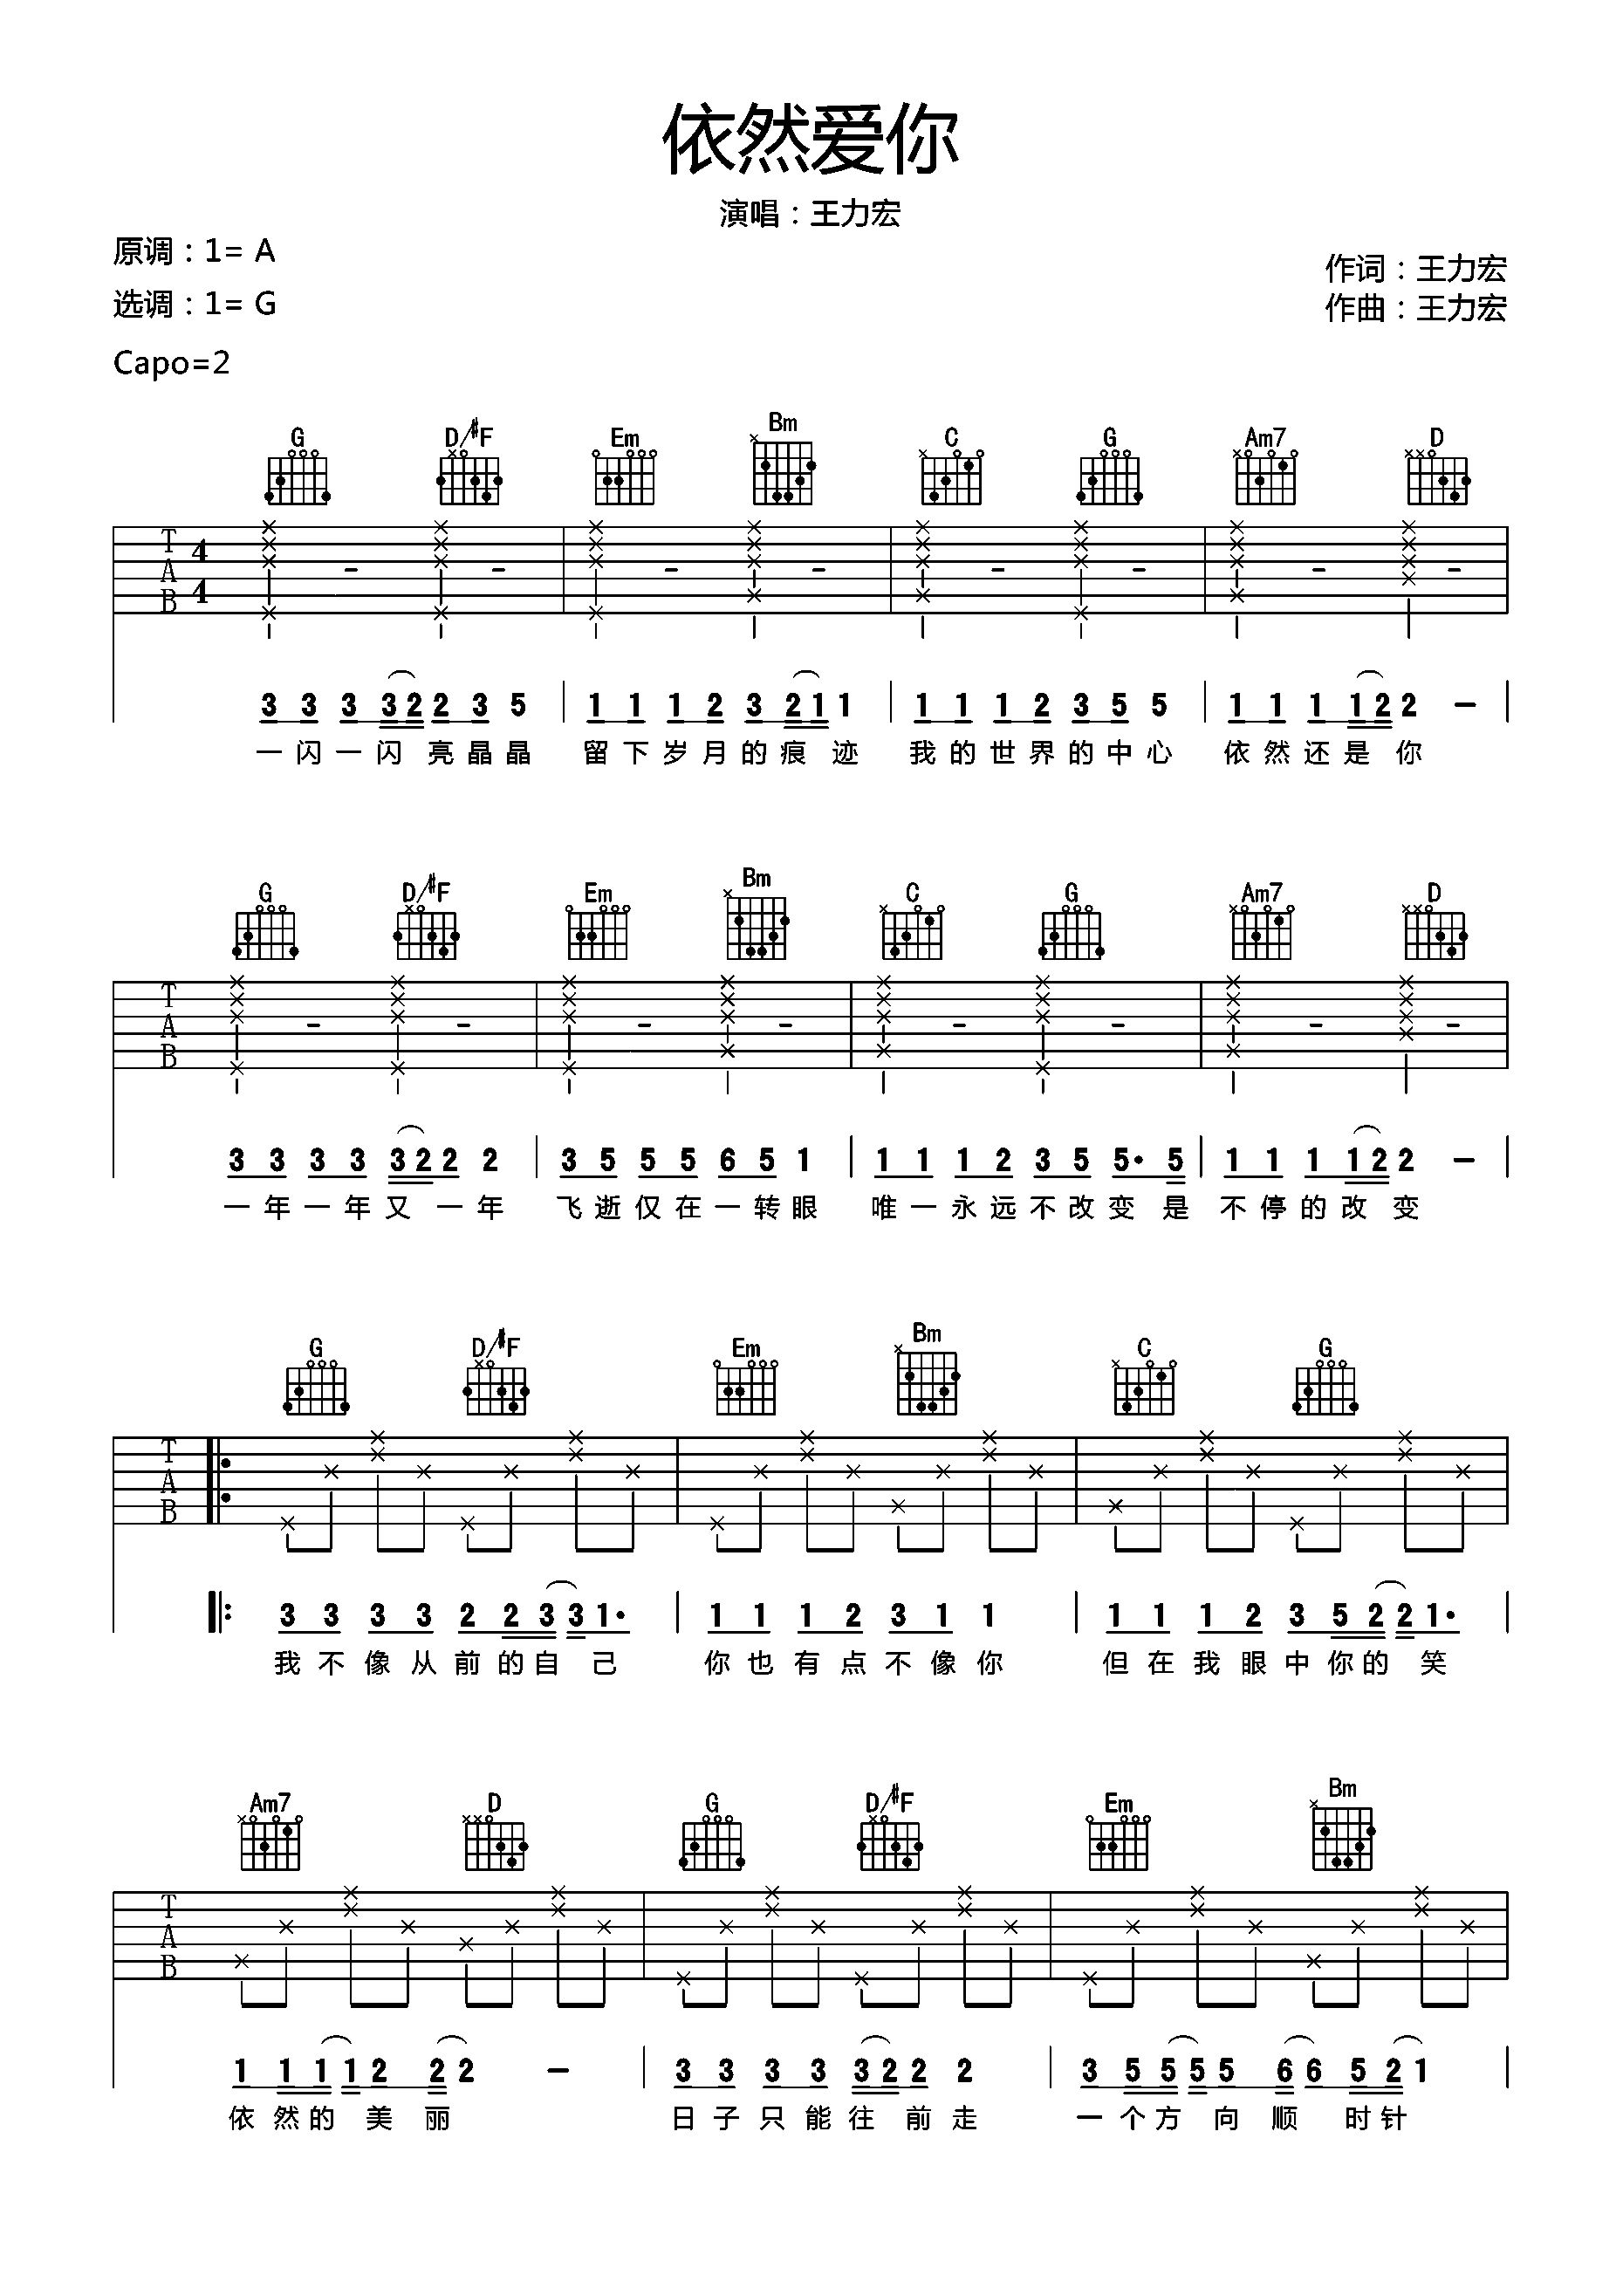 依然爱你
演唱：王力宏
原调：1= A
作词：王力宏
选调：1= G
作曲：王力宏
Capo=2
G D/#F Em Bm C G Am7 D
T A B 4 4
3 3 3 3 2 2 3 5 | 1 1 1 2 3 2 1 1 | 1 1 1 2 3 5 5 | 1 1 1 1 2 2 – |
一闪一闪 亮晶晶 留下岁月的痕 迹 我的世界的中心 依然还是 你
G D/#F Em Bm C G Am7 D
T A B
3 3 3 3 3 2 2 2 | 3 5 5 5 6 5 1 | 1 1 1 2 3 5 5· 5 | 1 1 1 1 2 2 – |
一年一年又 一年 飞逝仅在一转眼 唯一永远不改变 是 不停的改 变
G D/#F Em Bm C G
T A B
‖: 3 3 3 3 2 2 3 3 1· | 1 1 1 2 3 1 1 | 1 1 1 2 3 5 2 2 1· |
我不像从前的自 己 你也有点不像你 但在我眼中你的 笑
Am7 D G D/#F Em Bm
T A B
1 1 1 1 2 2 2 – | 3 3 3 3 3 2 2 2 | 3 5 5 5 5 6 6 5 2 1 |
依然的 美 丽 日子只能往 前走 一个方 向 顺 时针